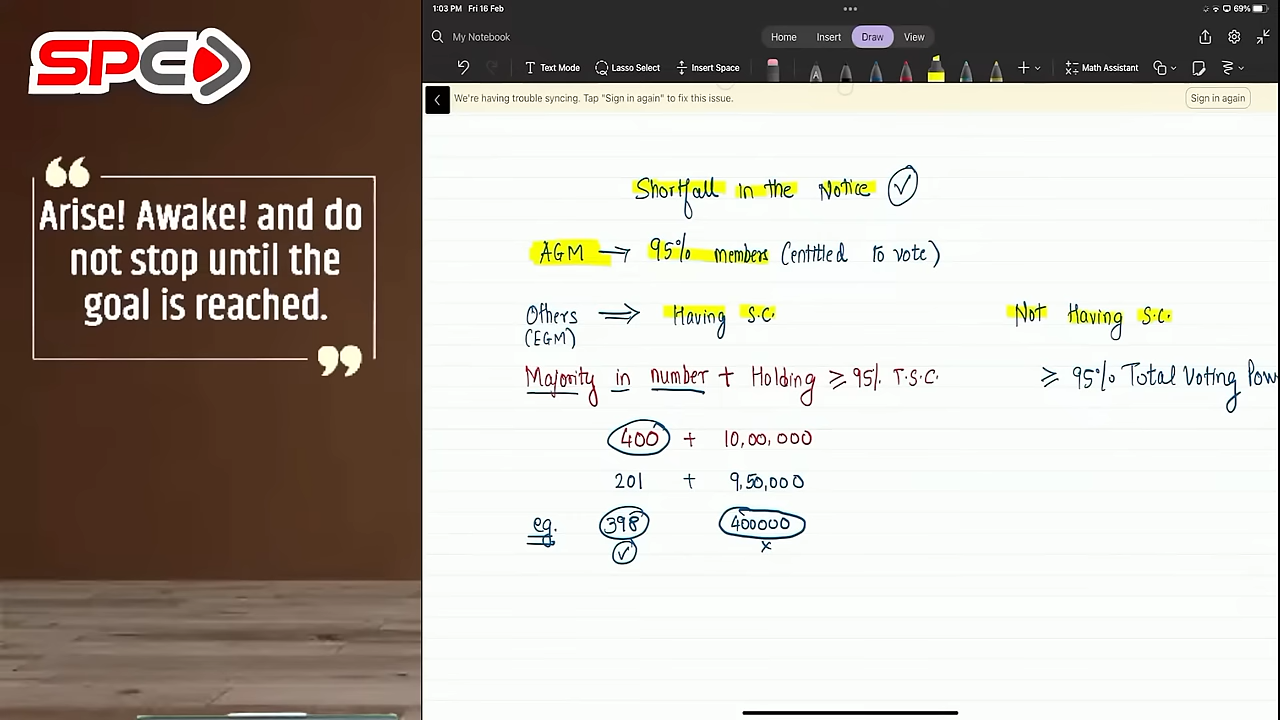 SPC
Arise! Awake! and do
not stop until the
goal is reached.
1:03 PM Fri 16 Feb
69%
My Notebook
Home Insert Draw View
Text Mode Lasso Select Insert Space Math Assistant
We're having trouble syncing. Tap "Sign in again" to fix this issue.
Sign in again
Shortfall in the Notice
AGM → 95% members (entitled to vote)
Others ⇒ Having S.C. Not Having S.C.
(EGM)
Majority in number + Holding ≥ 95% T.S.C. ≥ 95% Total Voting Pow
400 + 10,00,000
201 + 9,50,000
eg. 398 400000
✓ x